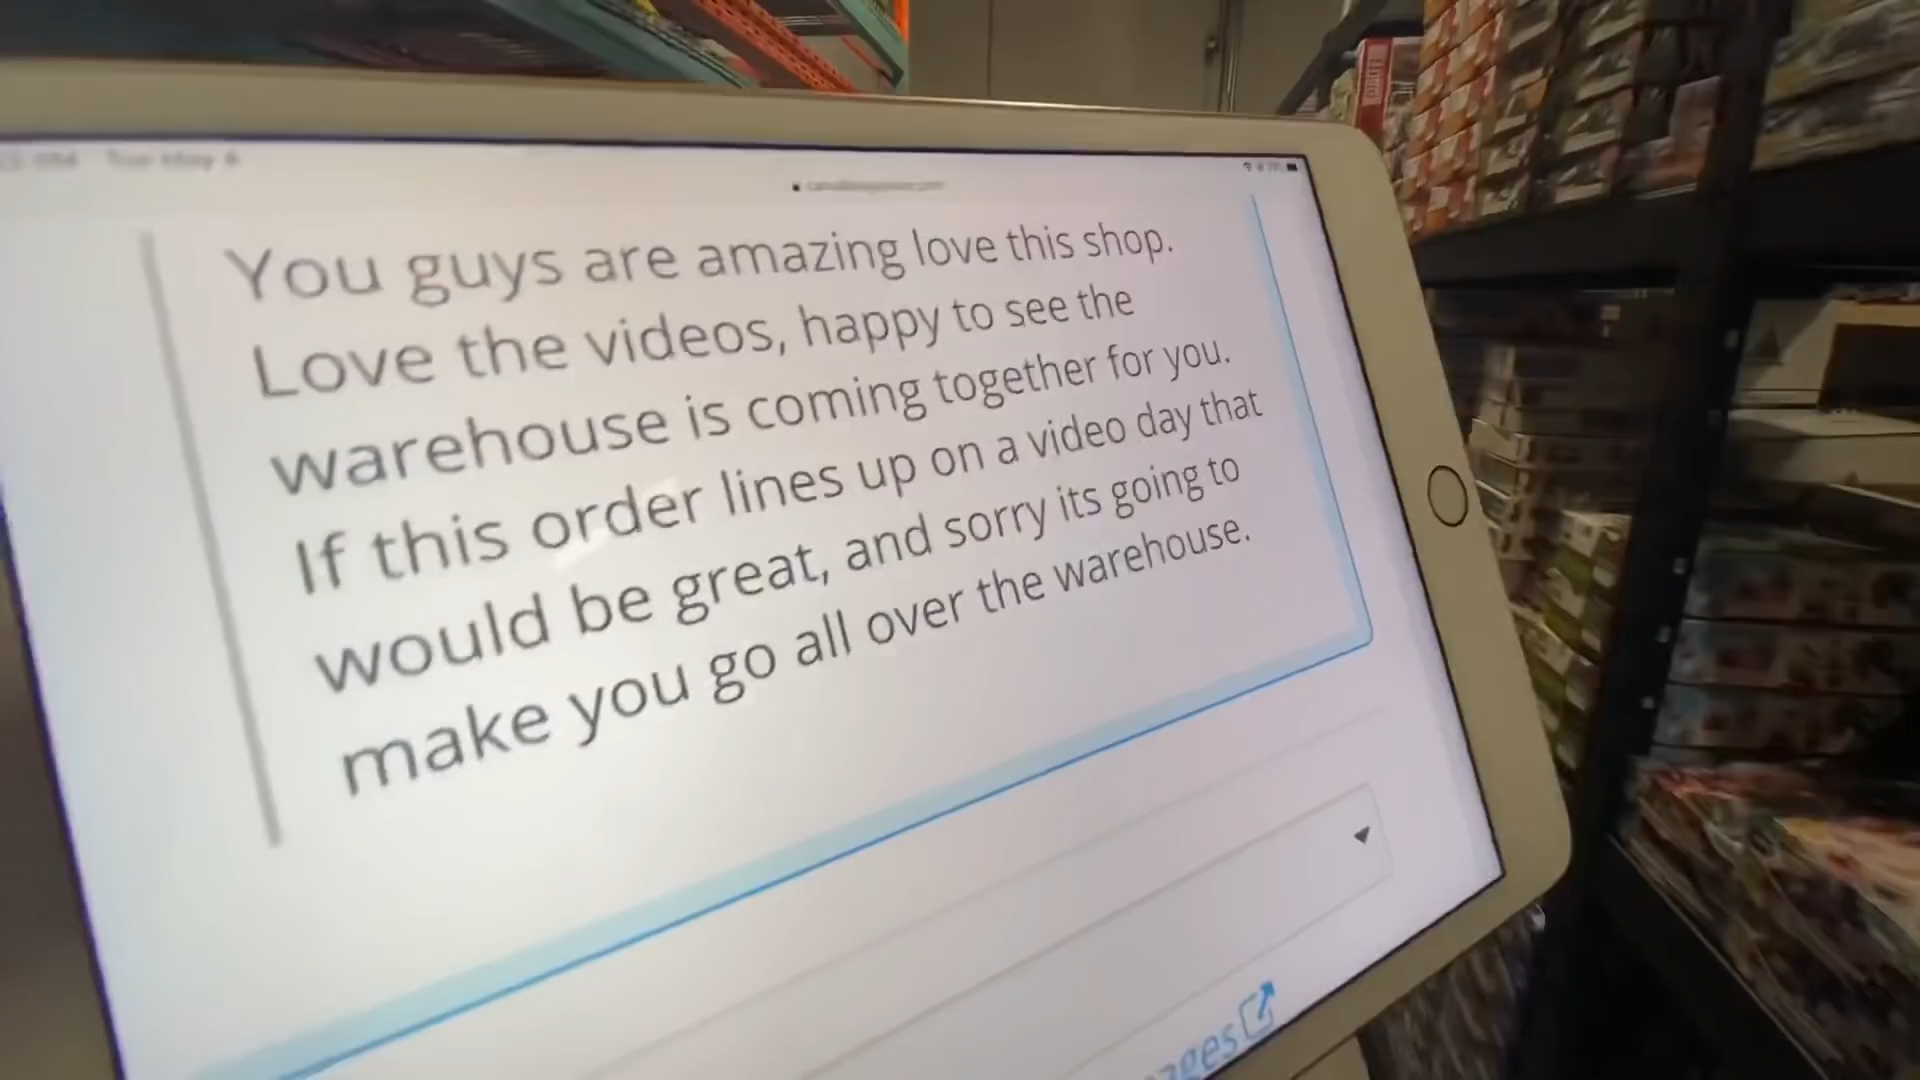 You guys are amazing love this shop.
Love the videos, happy to see the
warehouse is coming together for you.
If this order lines up on a video day that
would be great, and sorry its going to
make you go all over the warehouse.